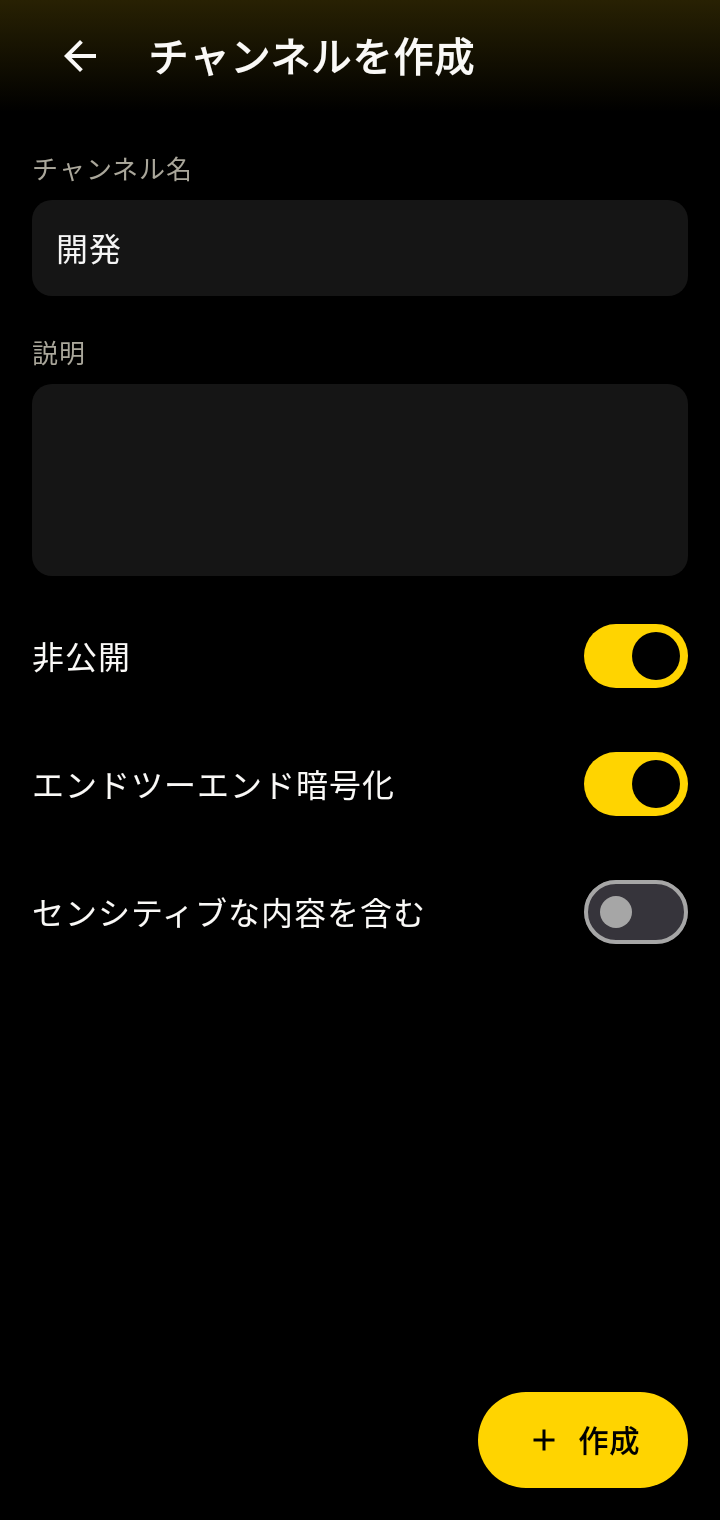 チャンネルを作成
チャンネル名
開発
説明
非公開
エンドツーエンド暗号化
センシティブな内容を含む
+ 作成